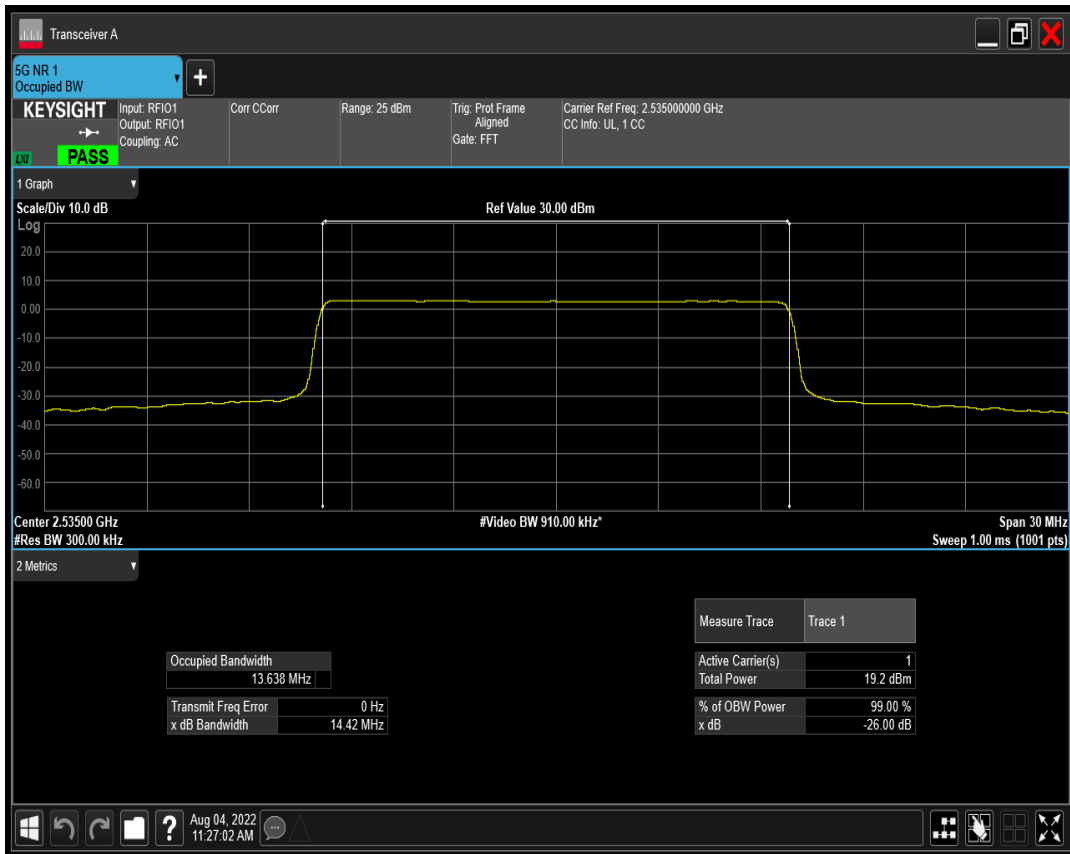 Transceiver A
5G NR 1
Occupied BW
KEYSIGHT
Input: RFIO1
Output: RFIO1
Coupling: AC
Corr CCorr
Range: 25 dBm
Trig: Prot Frame
Aligned
Gate: FFT
Carrier Ref Freq: 2.535000000 GHz
CC Info: UL, 1 CC
LXI
PASS
1 Graph
Scale/Div 10.0 dB
Ref Value 30.00 dBm
Log
20.0
10.0
0.00
-10.0
-20.0
-30.0
-40.0
-50.0
-60.0
Center 2.53500 GHz
#Video BW 910.00 kHz*
Span 30 MHz
#Res BW 300.00 kHz
Sweep 1.00 ms (1001 pts)
2 Metrics
Measure Trace Trace 1
Occupied Bandwidth
13.638 MHz
Active Carrier(s) 1
Total Power 19.2 dBm
Transmit Freq Error 0 Hz
x dB Bandwidth 14.42 MHz
% of OBW Power 99.00 %
x dB -26.00 dB
?
Aug 04, 2022
11:27:02 AM